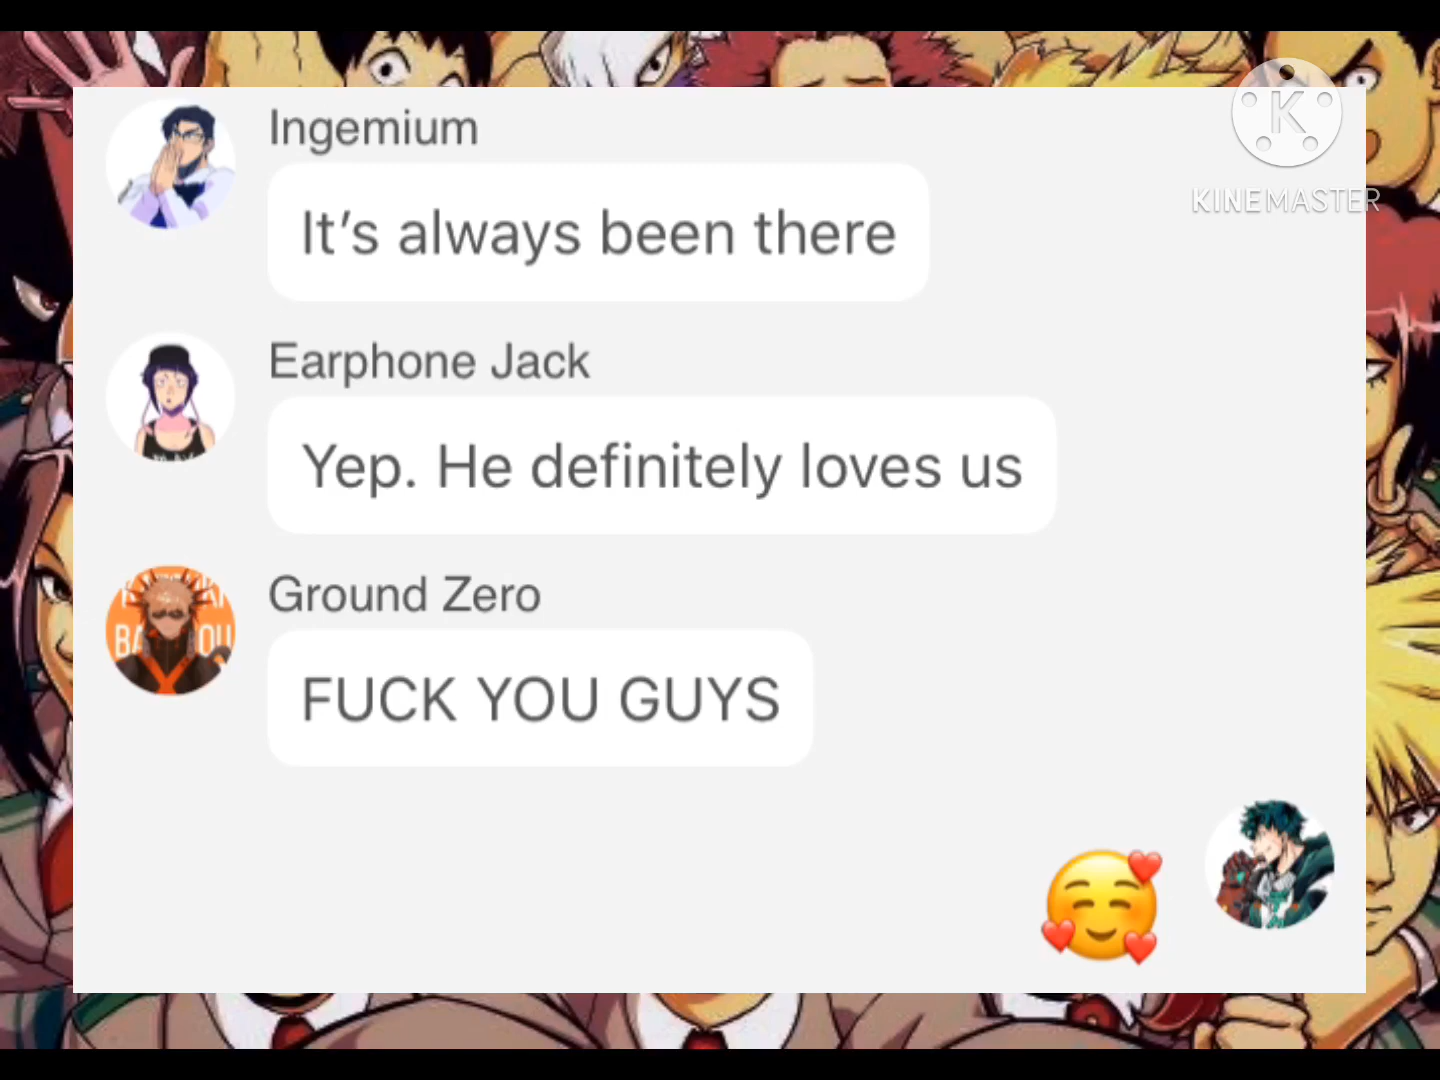 Ingemium
It’s always been there
K
KINEMASTER
Earphone Jack
Yep. He definitely loves us
Ground Zero
FUCK YOU GUYS